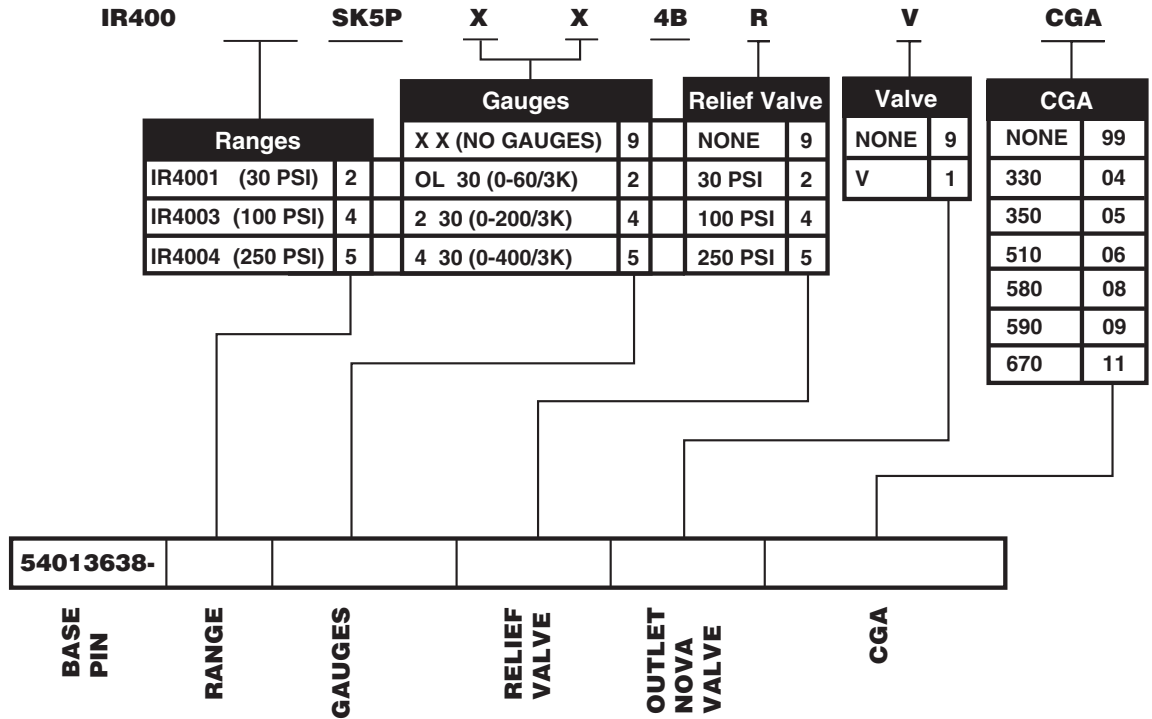 IR400 SK5P X X 4B R V CGA
Ranges
IR4001 (30 PSI) 2
IR4003 (100 PSI) 4
IR4004 (250 PSI) 5
Gauges
X X (NO GAUGES) 9
OL 30 (0-60/3K) 2
2 30 (0-200/3K) 4
4 30 (0-400/3K) 5
Relief Valve
NONE 9
30 PSI 2
100 PSI 4
250 PSI 5
Valve
NONE 9
V 1
CGA
NONE 99
330 04
350 05
510 06
580 08
590 09
670 11
54013638-
BASE
PIN
RANGE
GAUGES
RELIEF
VALVE
OUTLET
NOVA
VALVE
CGA